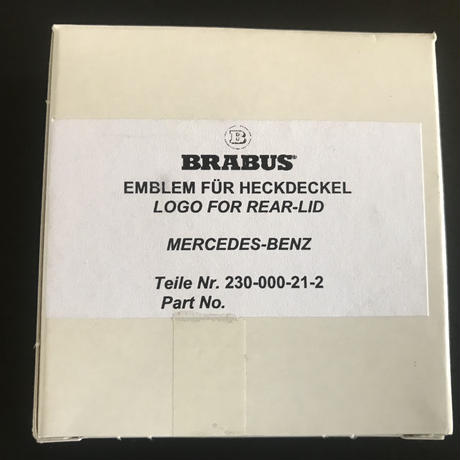 B
BRABUS®
EMBLEM FÜR HECKDECKEL
LOGO FOR REAR-LID
MERCEDES-BENZ
Teile Nr. 230-000-21-2
Part No.